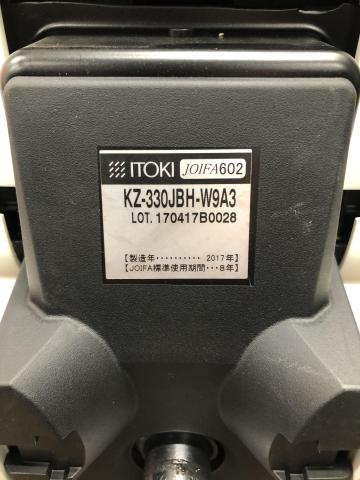 ITOKI JOIFA602
KZ-330JBH-W9A3
LOT. 170417B0028
【製造年・・・・・・・・・・ 2017年】
【JOIFA標準使用期間・・・8年】